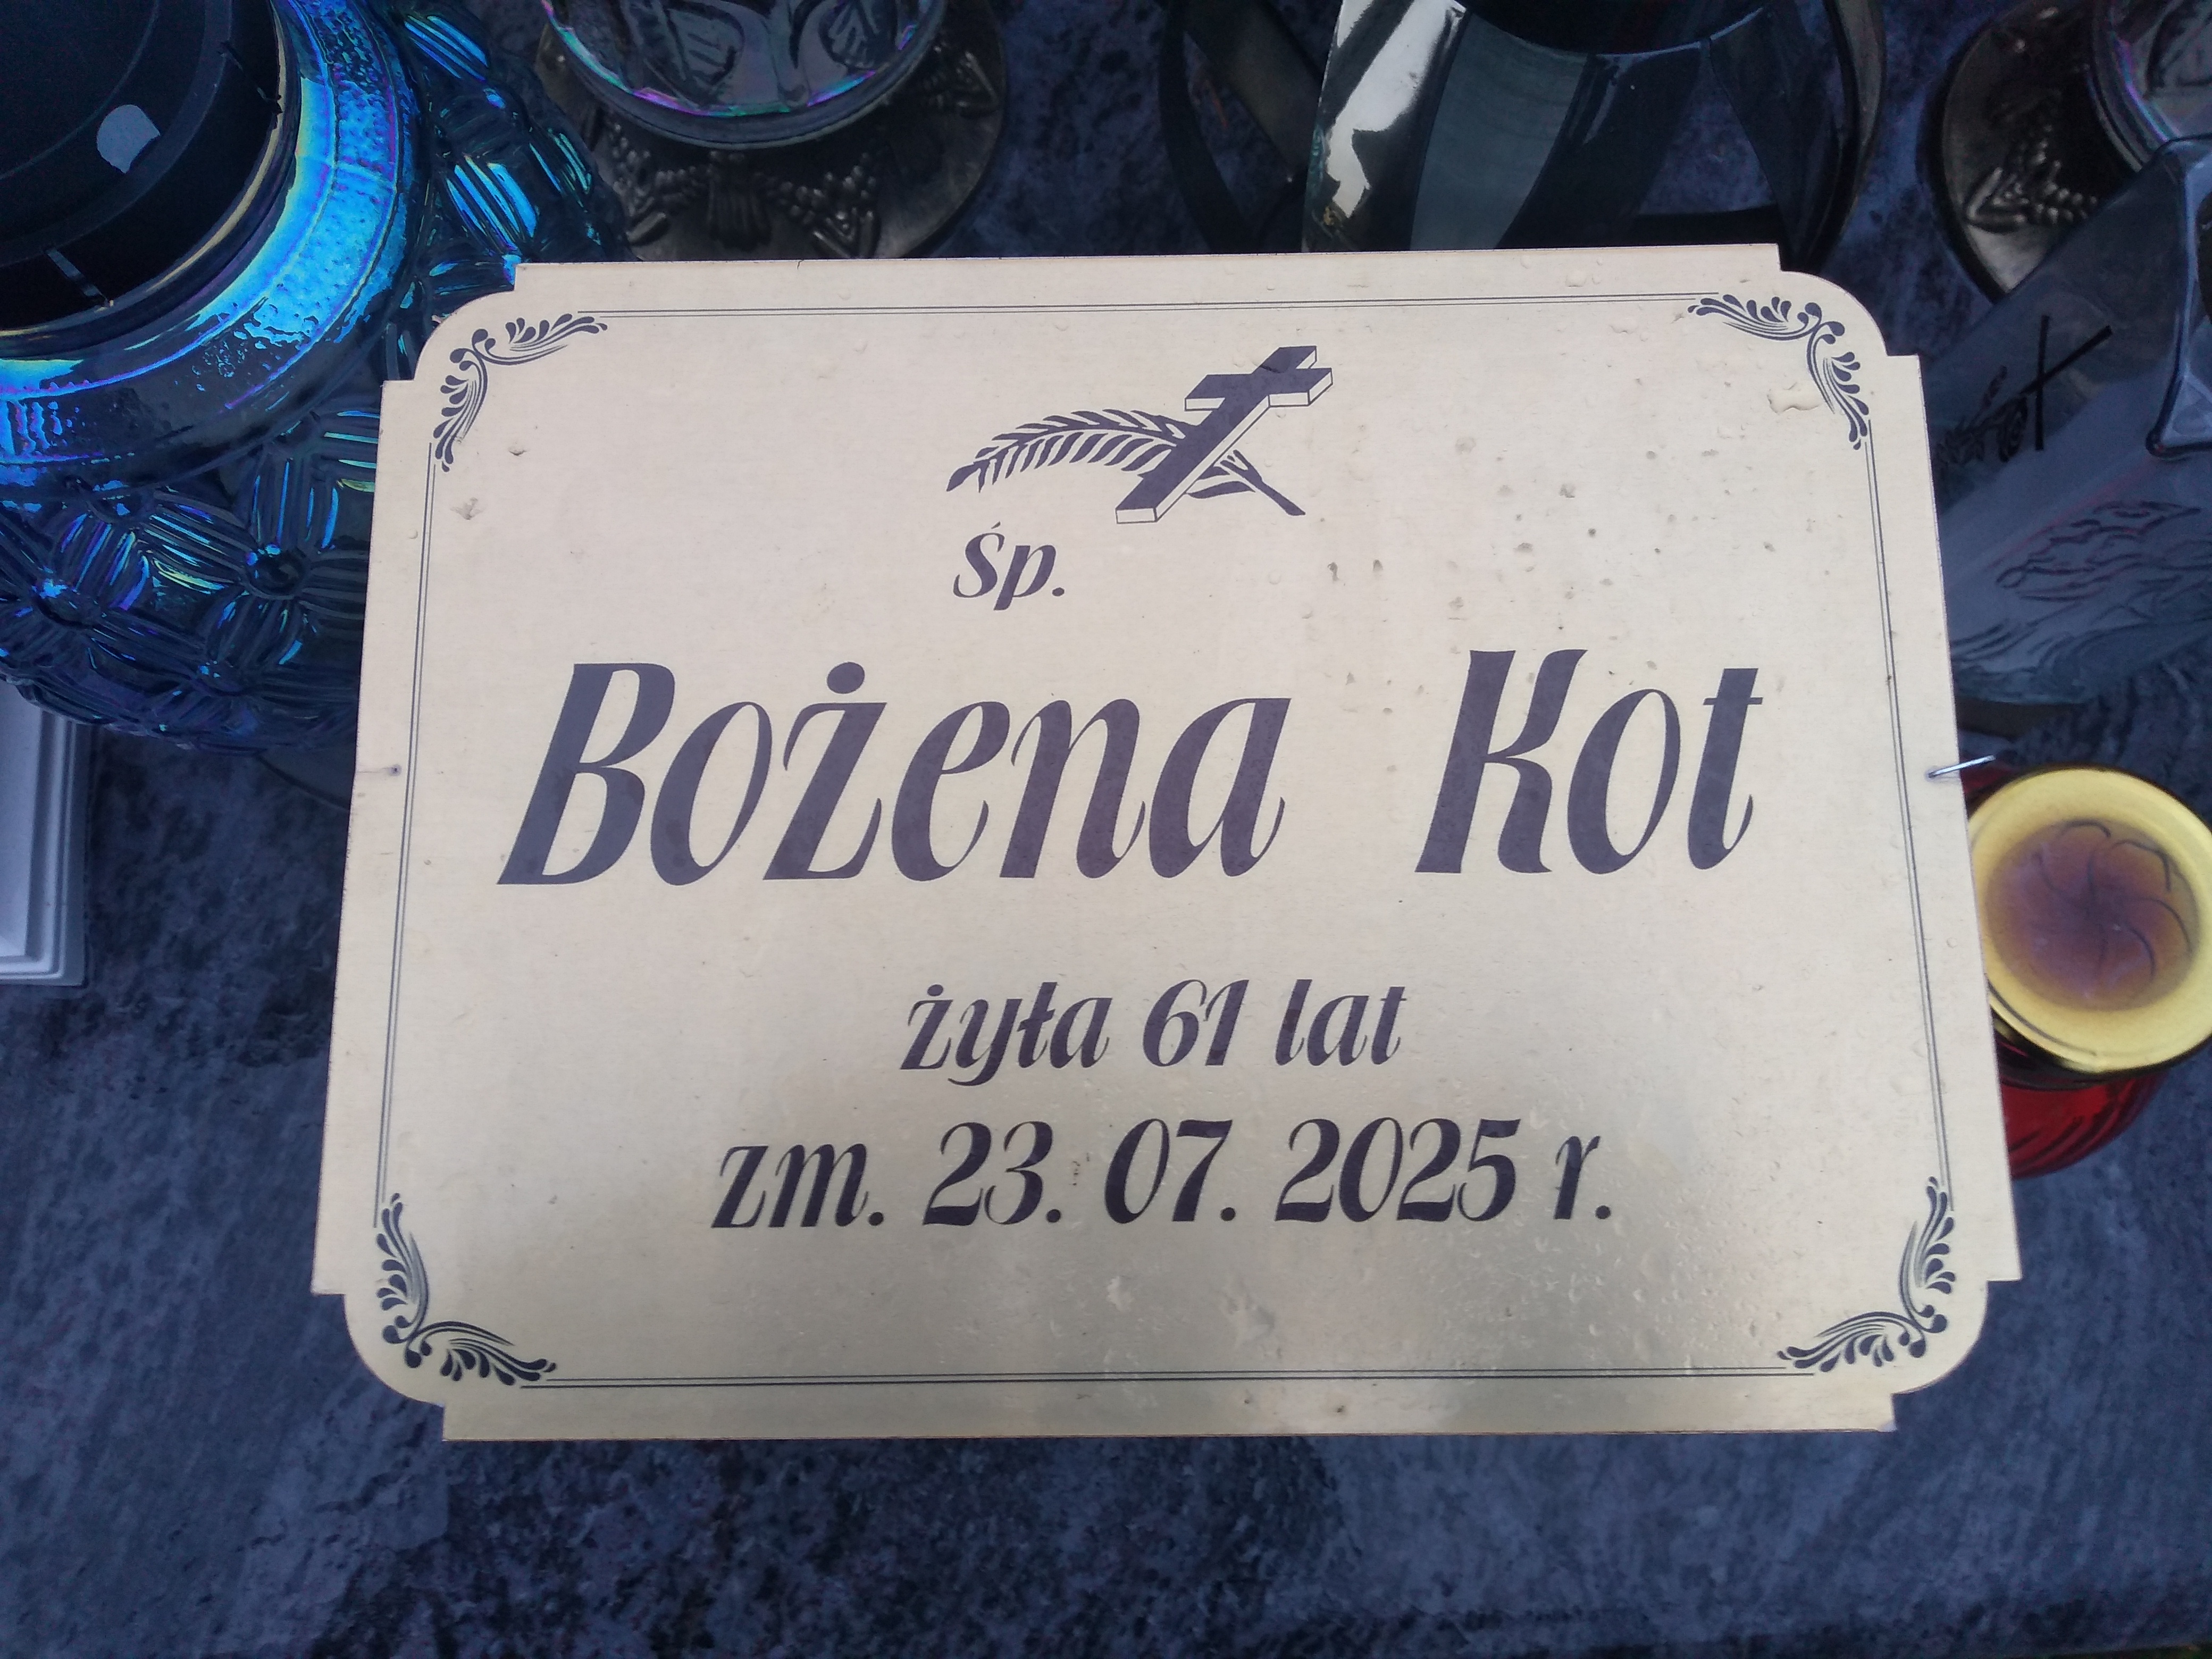 Śp.
Bożena Kot
żyła 61 lat
zm. 23. 07. 2025 r.